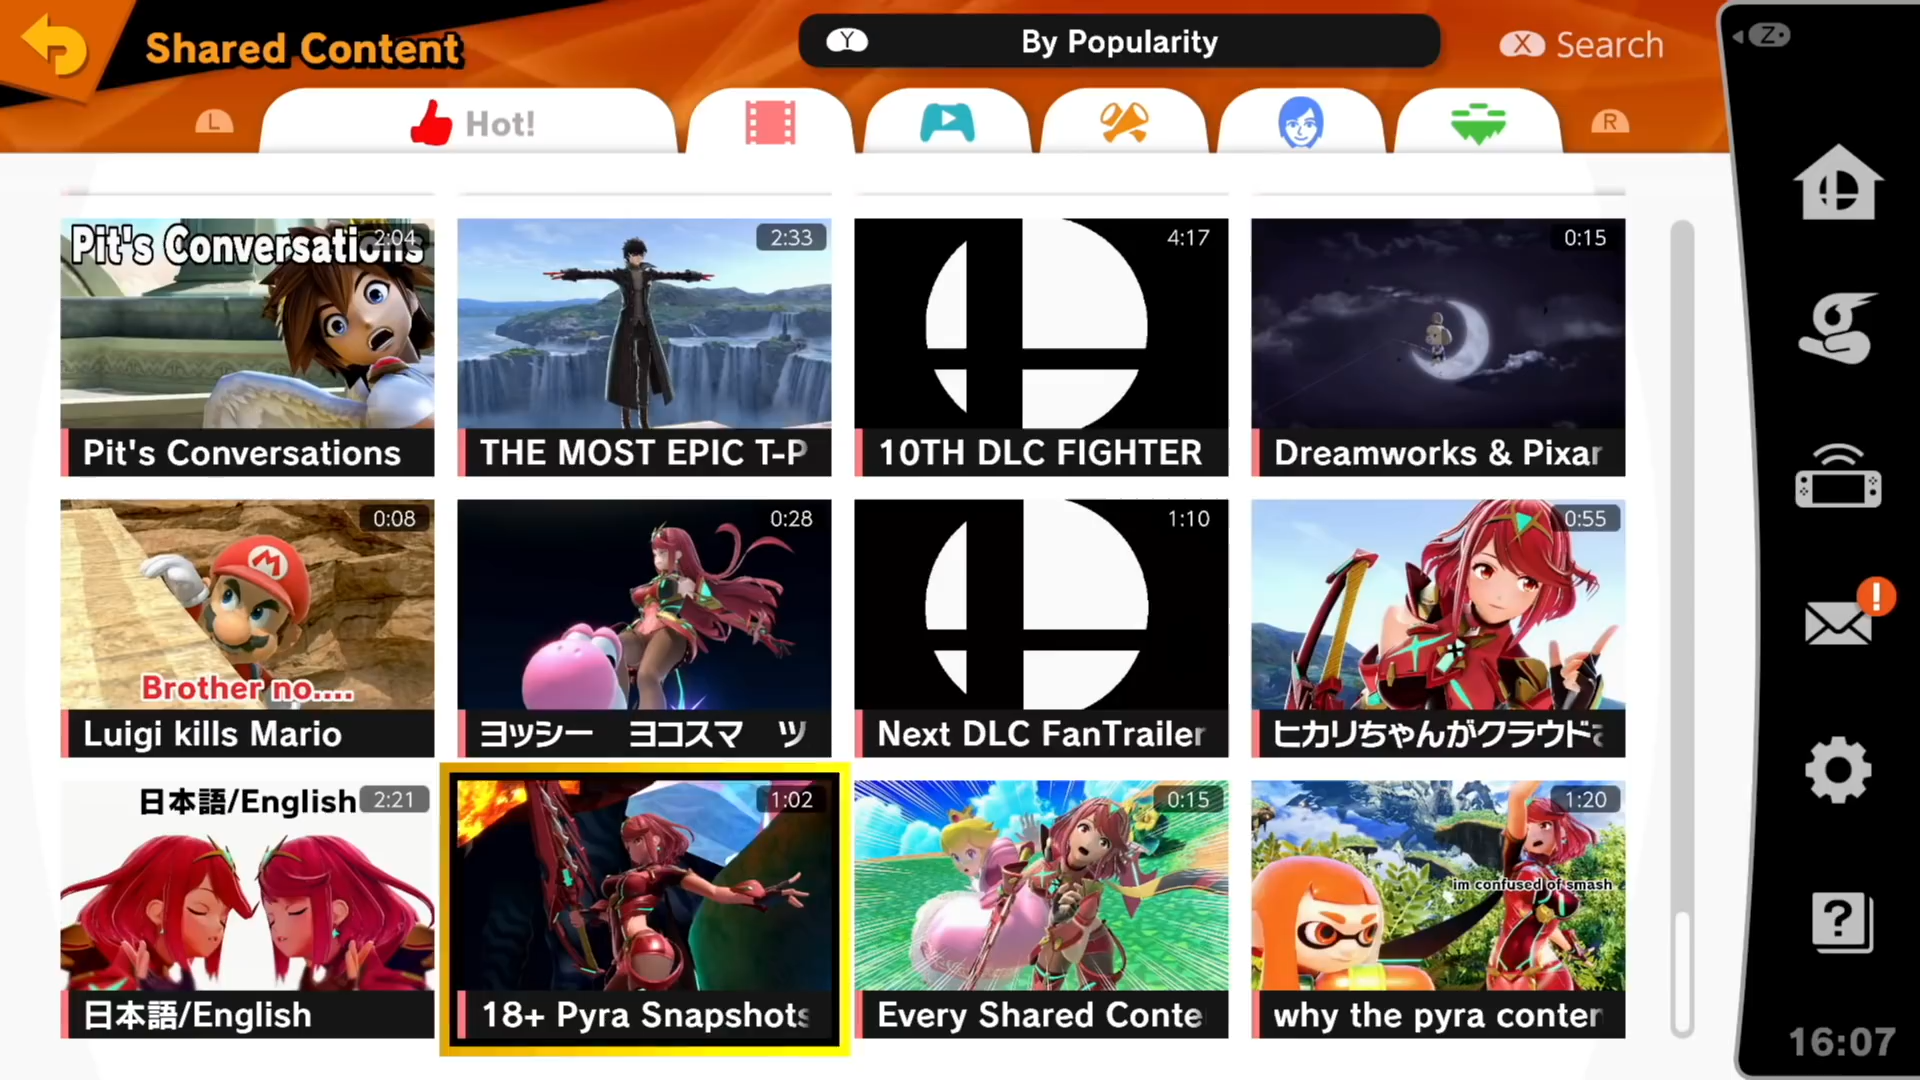 Shared Content
Y
By Popularity
X Search
Z
L
Hot!
R
Pit's Conversations
2:04
2:33
4:17
0:15
Pit's Conversations
THE MOST EPIC T-P
10TH DLC FIGHTER
Dreamworks & Pixar
0:08
0:28
1:10
0:55
M
Brother no....
Luigi kills Mario
ヨッシー ヨコスマ ツ
Next DLC FanTrailer
ヒカリちゃんがクラウドさ
日本語/English
2:21
1:02
0:15
1:20
im confused of smash
日本語/English
18+ Pyra Snapshots
Every Shared Conte
why the pyra conten
!
?
16:07